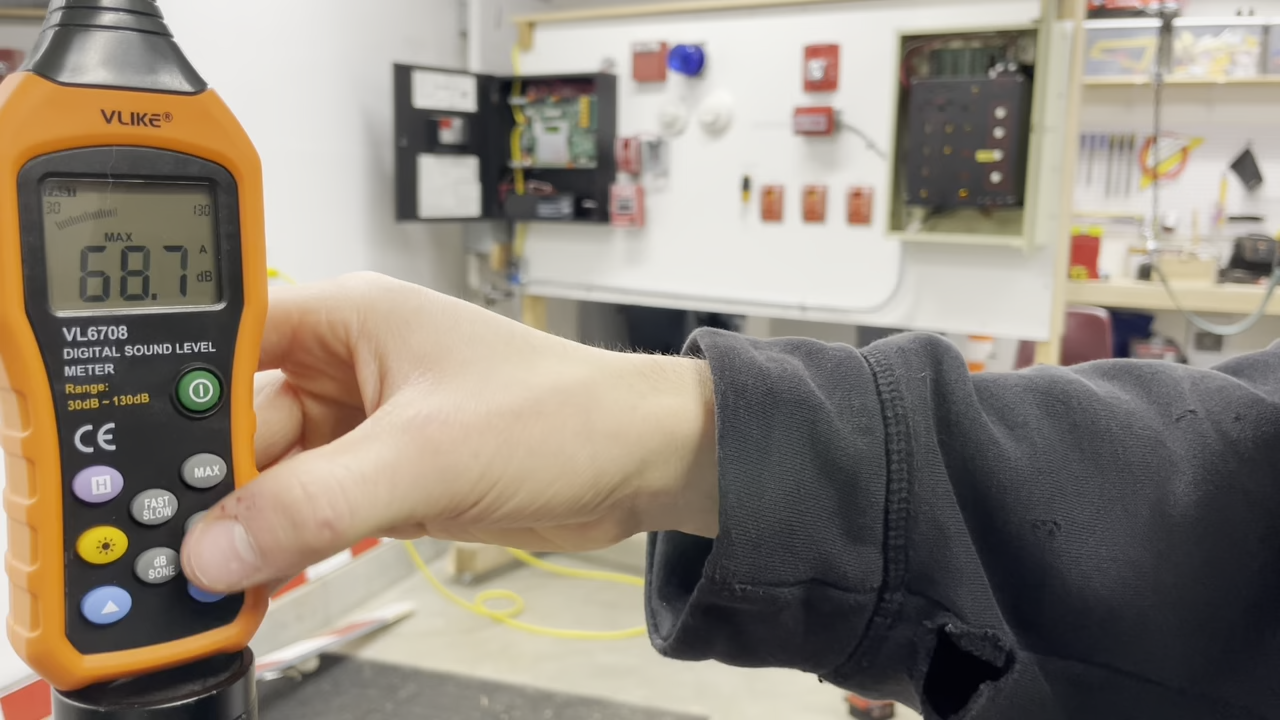 VLIKE®
FAST
30
130
MAX
68.7
A
dB
VL6708
DIGITAL SOUND LEVEL
METER
Range:
30dB ~ 130dB
CE
H
MAX
FAST
SLOW
dB
SONE